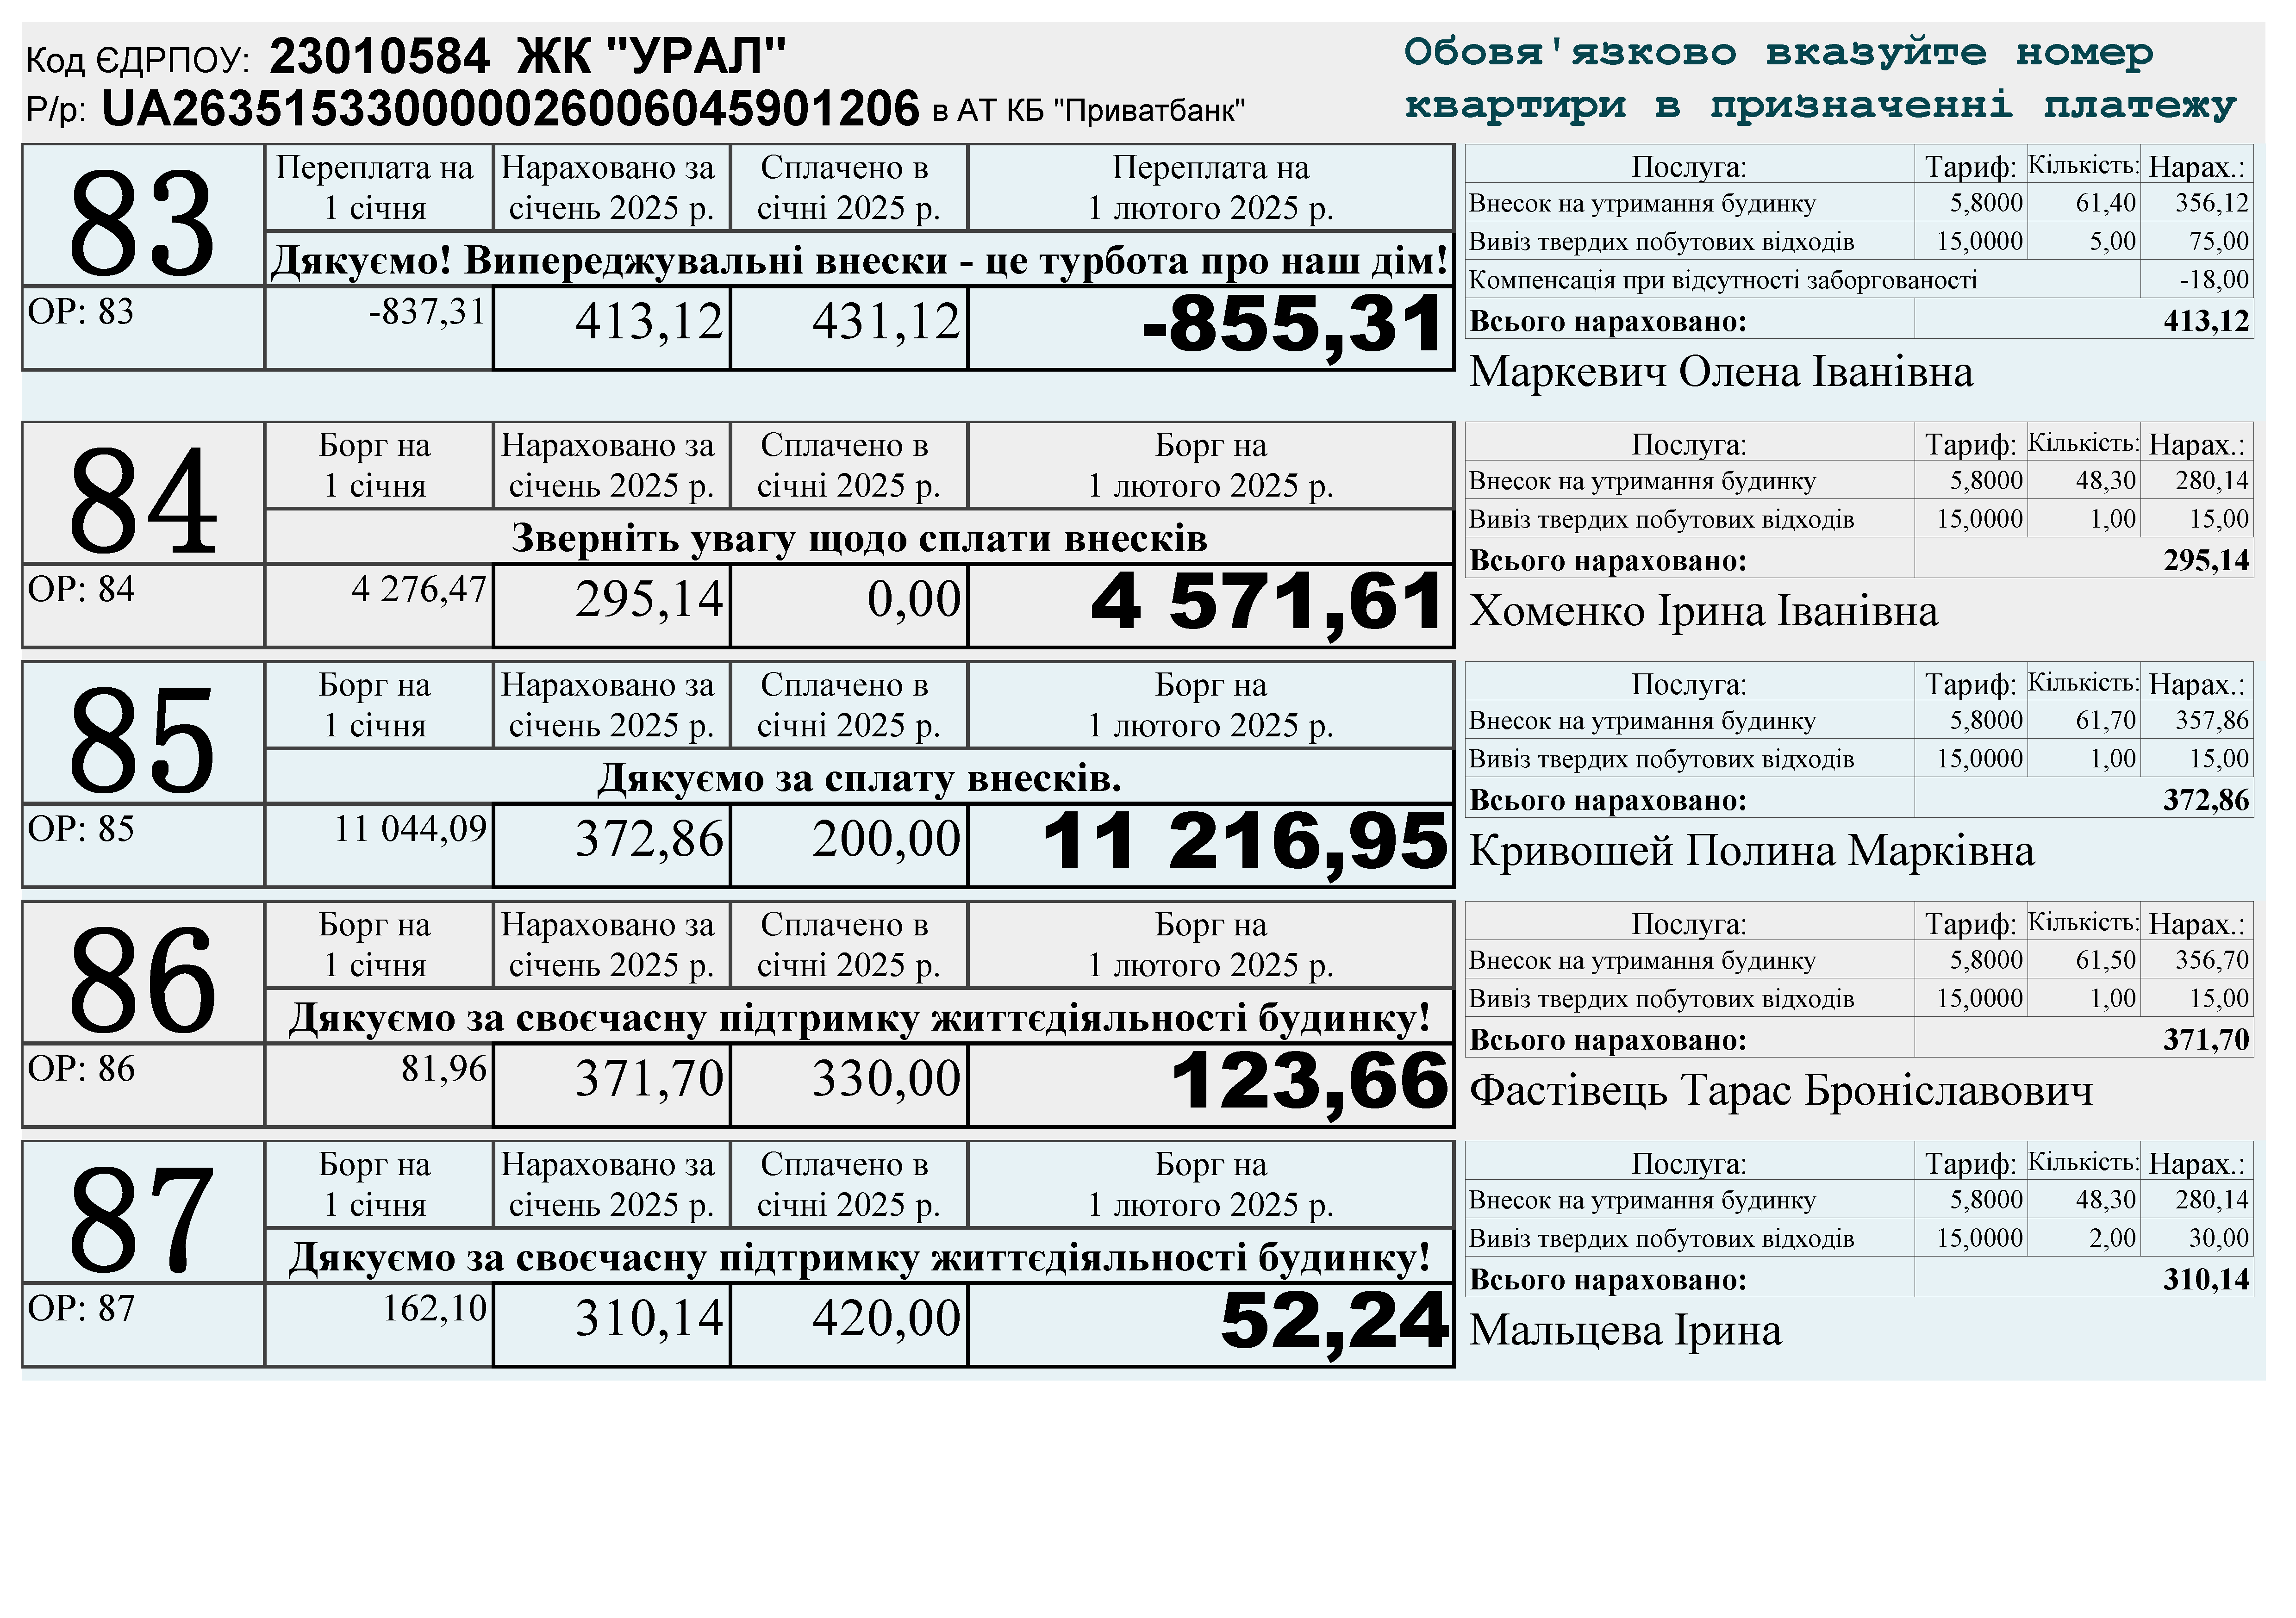 Код ЄДРПОУ: 23010584 ЖК "УРАЛ"
Р/р: UA263515330000026006045901206 в АТ КБ "Приватбанк"
Обовя'язково вказуйте номер
квартири в призначенні платежу
83
Переплата на 1 січня
Нараховано за січень 2025 р.
Сплачено в січні 2025 р.
Переплата на 1 лютого 2025 р.
Дякуємо! Випереджувальні внески - це турбота про наш дім!
ОР: 83 -837,31 413,12 431,12 -855,31
Послуга: Тариф: Кількість: Нарах.:
Внесок на утримання будинку 5,8000 61,40 356,12
Вивіз твердих побутових відходів 15,0000 5,00 75,00
Компенсація при відсутності заборгованості -18,00
Всього нараховано: 413,12
Маркевич Олена Іванівна
84
Борг на 1 січня
Нараховано за січень 2025 р.
Сплачено в січні 2025 р.
Борг на 1 лютого 2025 р.
Зверніть увагу щодо сплати внесків
ОР: 84 4 276,47 295,14 0,00 4 571,61
Послуга: Тариф: Кількість: Нарах.:
Внесок на утримання будинку 5,8000 48,30 280,14
Вивіз твердих побутових відходів 15,0000 1,00 15,00
Всього нараховано: 295,14
Хоменко Ірина Іванівна
85
Борг на 1 січня
Нараховано за січень 2025 р.
Сплачено в січні 2025 р.
Борг на 1 лютого 2025 р.
Дякуємо за сплату внесків.
ОР: 85 11 044,09 372,86 200,00 11 216,95
Послуга: Тариф: Кількість: Нарах.:
Внесок на утримання будинку 5,8000 61,70 357,86
Вивіз твердих побутових відходів 15,0000 1,00 15,00
Всього нараховано: 372,86
Кривошей Полина Марківна
86
Борг на 1 січня
Нараховано за січень 2025 р.
Сплачено в січні 2025 р.
Борг на 1 лютого 2025 р.
Дякуємо за своєчасну підтримку життєдіяльності будинку!
ОР: 86 81,96 371,70 330,00 123,66
Послуга: Тариф: Кількість: Нарах.:
Внесок на утримання будинку 5,8000 61,50 356,70
Вивіз твердих побутових відходів 15,0000 1,00 15,00
Всього нараховано: 371,70
Фастівець Тарас Броніславович
87
Борг на 1 січня
Нараховано за січень 2025 р.
Сплачено в січні 2025 р.
Борг на 1 лютого 2025 р.
Дякуємо за своєчасну підтримку життєдіяльності будинку!
ОР: 87 162,10 310,14 420,00 52,24
Послуга: Тариф: Кількість: Нарах.:
Внесок на утримання будинку 5,8000 48,30 280,14
Вивіз твердих побутових відходів 15,0000 2,00 30,00
Всього нараховано: 310,14
Мальцева Ірина